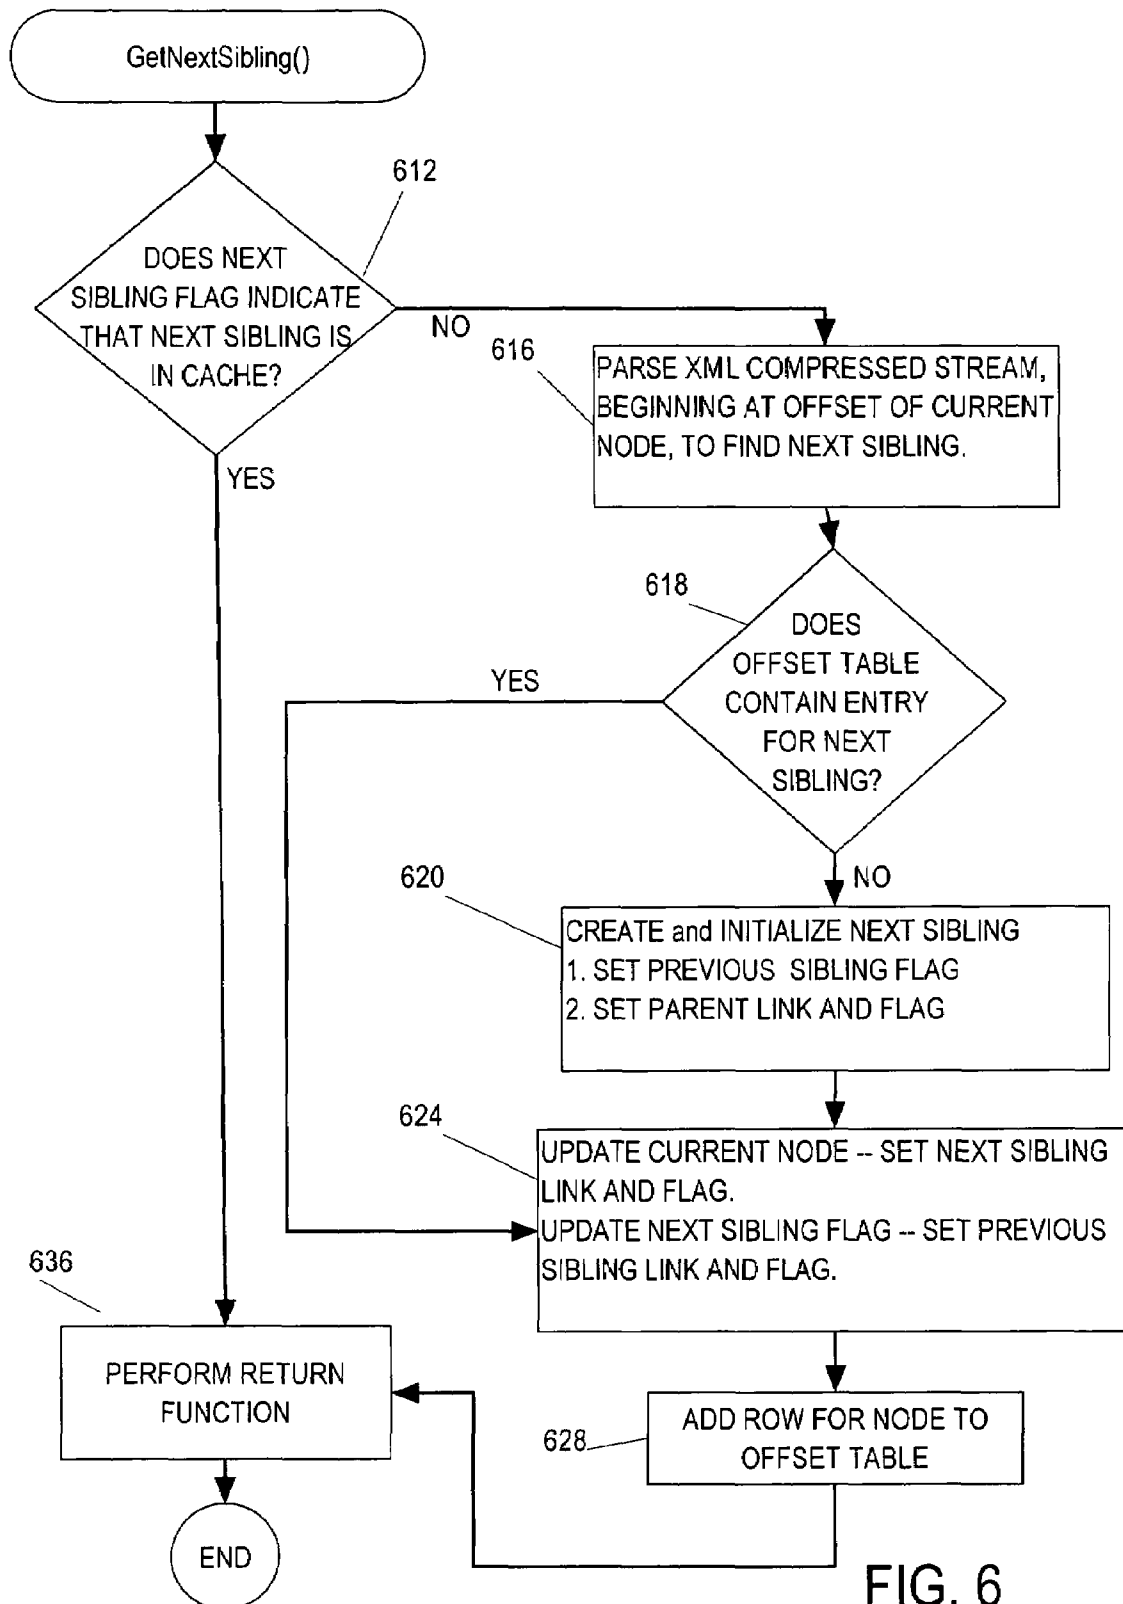 GetNextSibling()
612
DOES NEXT
SIBLING FLAG INDICATE
THAT NEXT SIBLING IS
IN CACHE?
NO
YES
616
PARSE XML COMPRESSED STREAM,
BEGINNING AT OFFSET OF CURRENT
NODE, TO FIND NEXT SIBLING.
618
DOES
OFFSET TABLE
CONTAIN ENTRY
FOR NEXT
SIBLING?
YES
NO
620
CREATE and INITIALIZE NEXT SIBLING
1. SET PREVIOUS SIBLING FLAG
2. SET PARENT LINK AND FLAG
624
UPDATE CURRENT NODE -- SET NEXT SIBLING
LINK AND FLAG.
UPDATE NEXT SIBLING FLAG -- SET PREVIOUS
SIBLING LINK AND FLAG.
636
PERFORM RETURN
FUNCTION
628
ADD ROW FOR NODE TO
OFFSET TABLE
END
FIG. 6